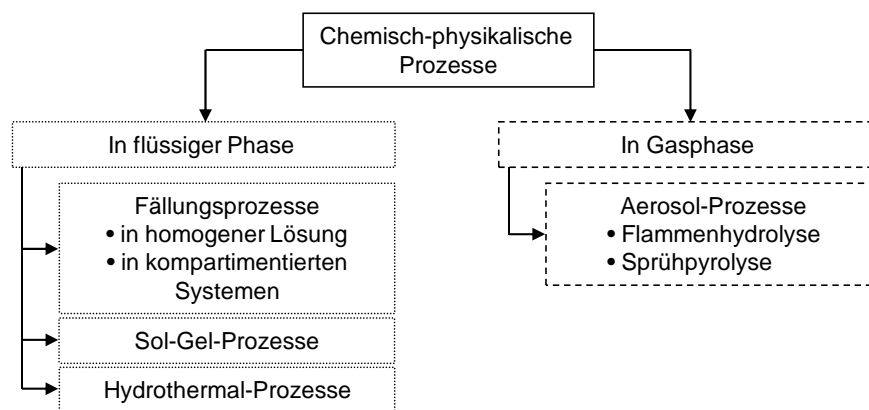 Chemisch-physikalische
Prozesse
In flüssiger Phase
In Gasphase
Fällungsprozesse
• in homogener Lösung
• in kompartimentierten
Systemen
Sol-Gel-Prozesse
Hydrothermal-Prozesse
Aerosol-Prozesse
• Flammenhydrolyse
• Sprühpyrolyse